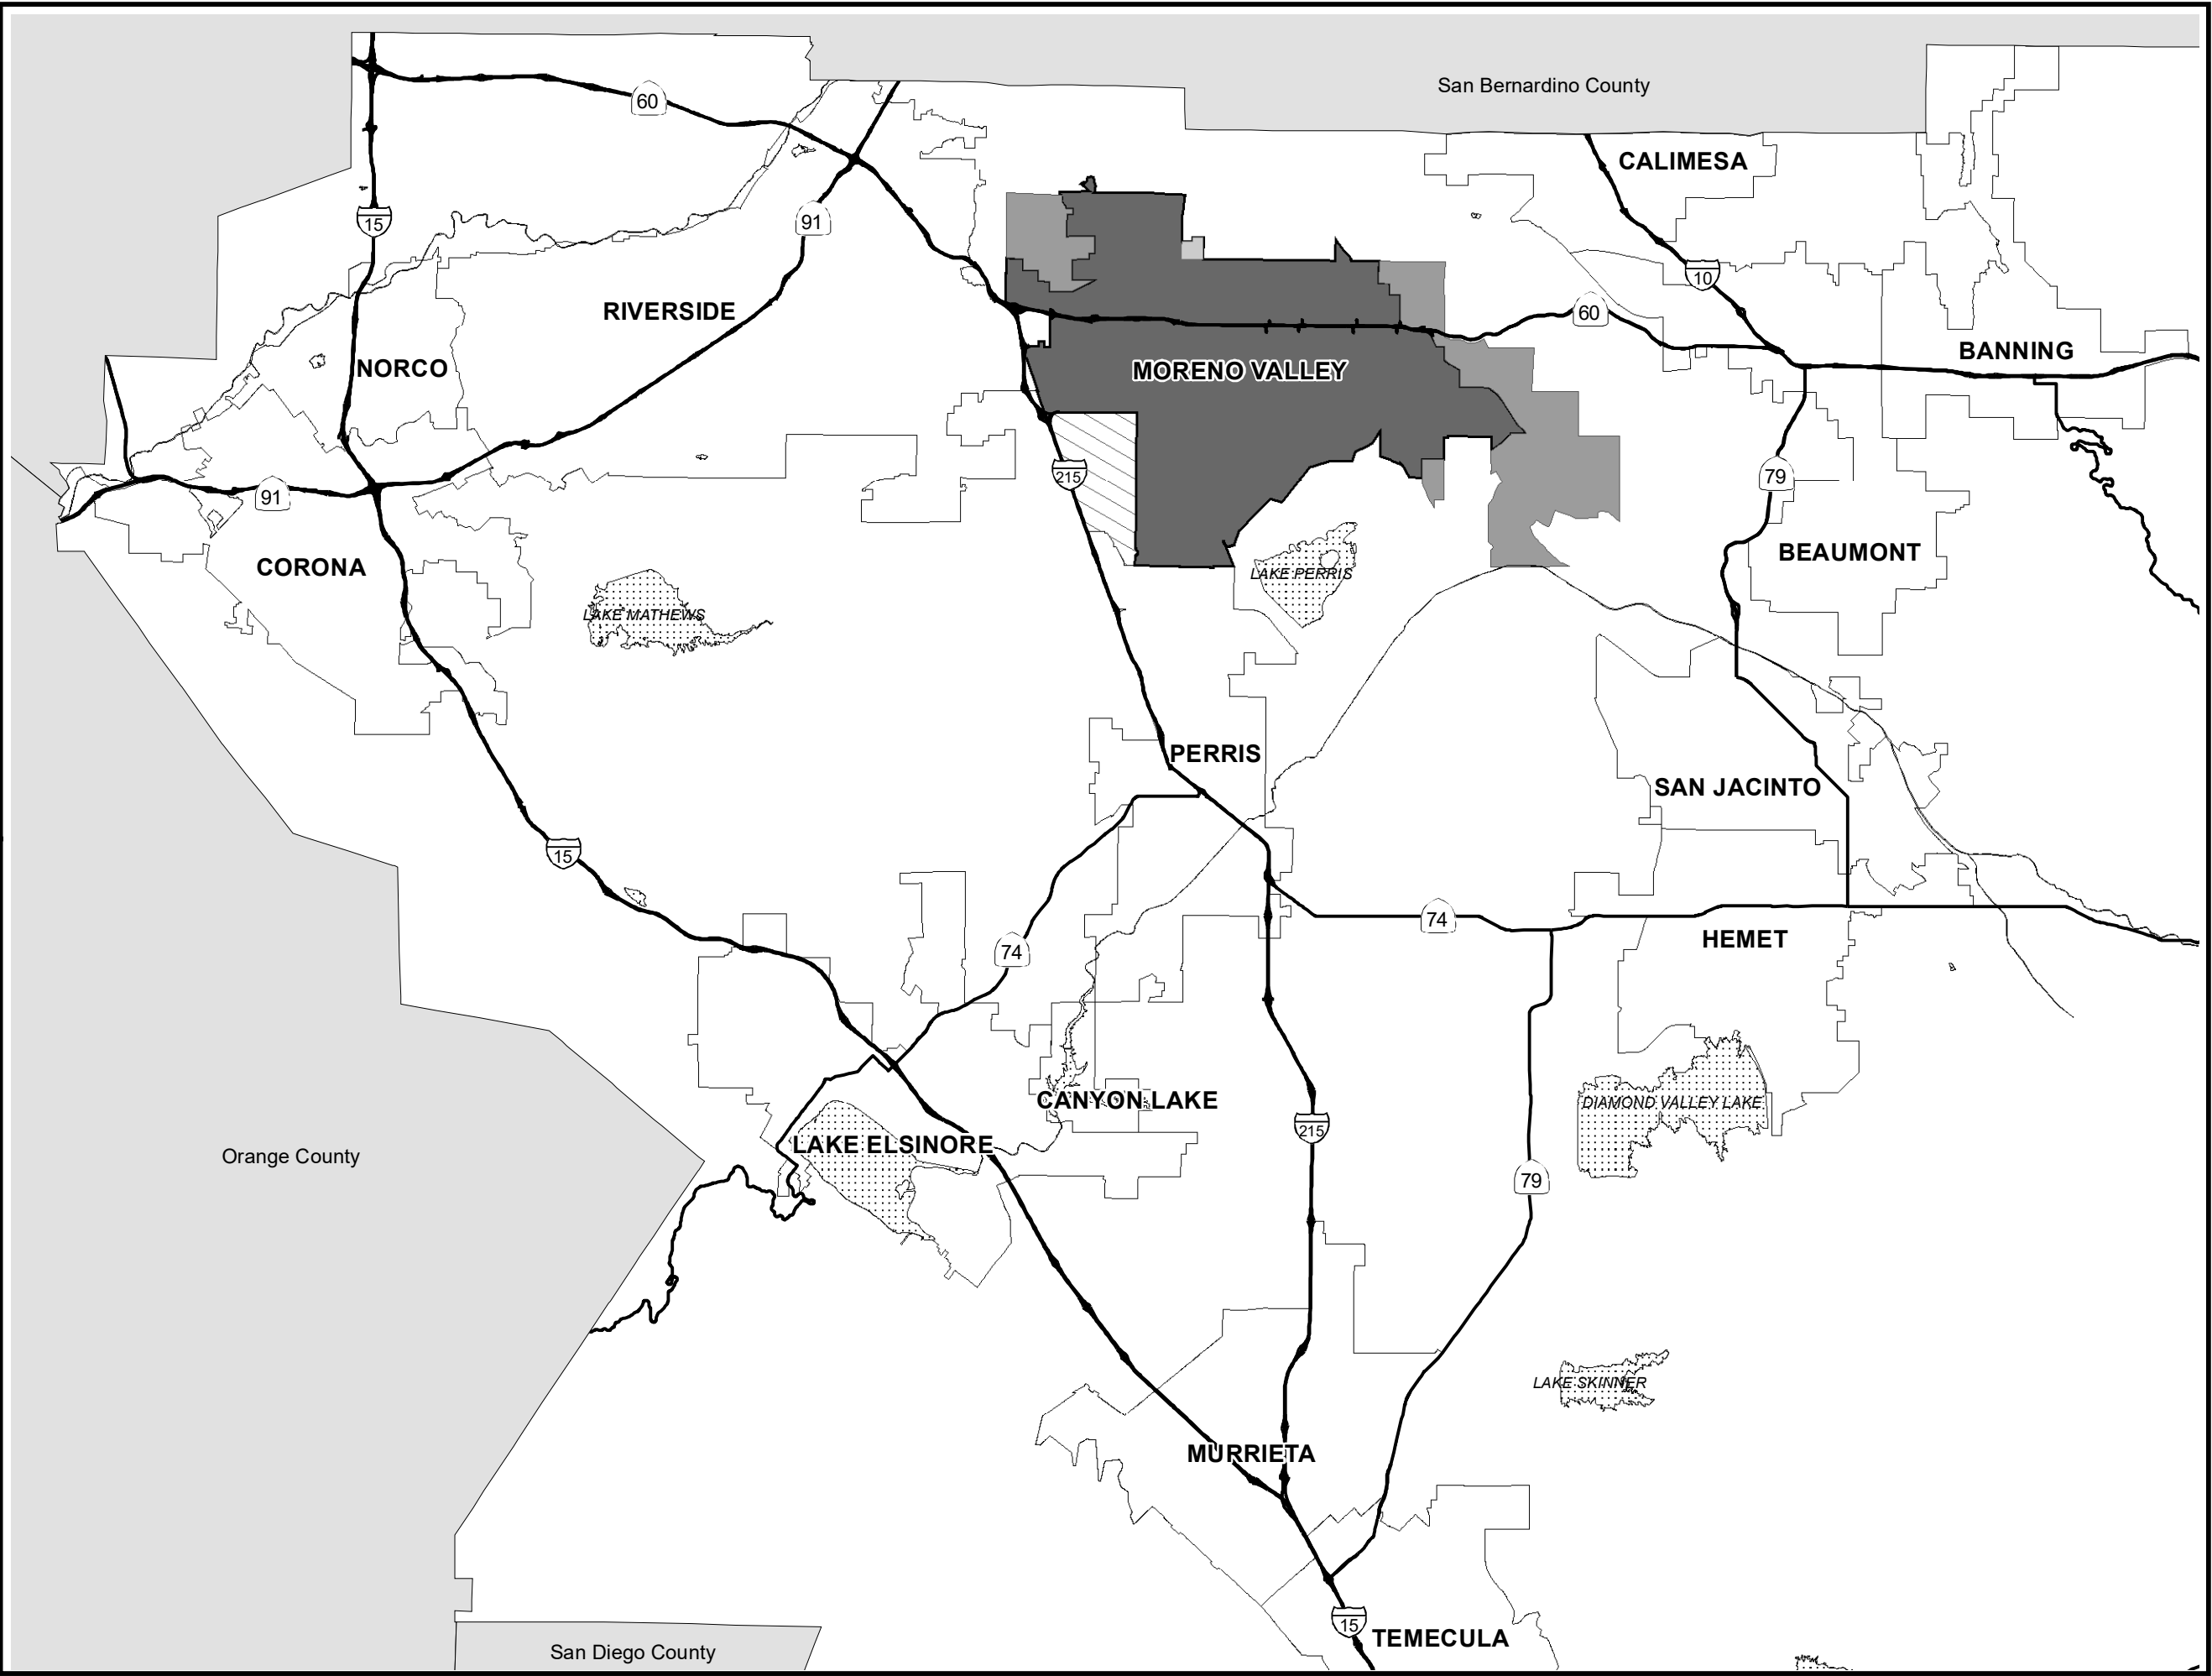 San Bernardino County
60
CALIMESA
15
91
10
RIVERSIDE
60
BANNING
NORCO
MORENO VALLEY
215
79
91
BEAUMONT
CORONA
LAKE PERRIS
LAKE MATHEWS
PERRIS
SAN JACINTO
15
74
HEMET
74
CANYON LAKE
DIAMOND VALLEY LAKE
215
LAKE ELSINORE
Orange County
79
LAKE SKINNER
MURRIETA
15
TEMECULA
San Diego County